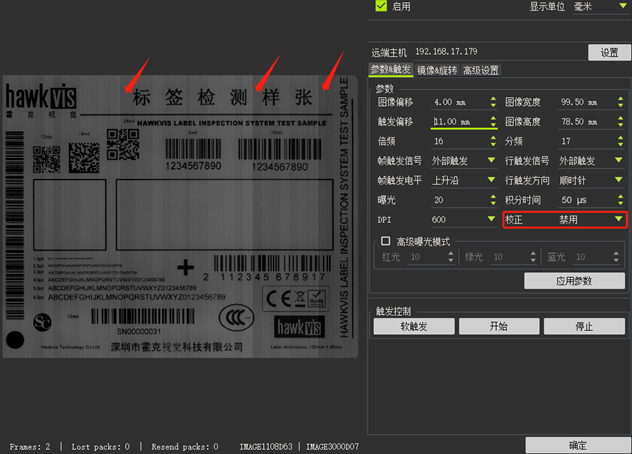 启用
显示单位 毫米
远端主机 192.168.17.179 设置
参数&触发 镜像&旋转 高级设置
参数
图像偏移 4.00 mm 图像宽度 99.50 mm
触发偏移 11.00 mm 图像高度 78.50 mm
倍频 16 分频 17
帧触发信号 外部触发 行触发信号 外部触发
帧触发电平 上升沿 行触发方向 顺时针
曝光 20 积分时间 50 μs
DPI 600 校正 禁用
高级曝光模式
红光 10 绿光 10 蓝光 10
应用参数
触发控制
软触发 开始 停止
确定
hawkvis
霍克视觉
标签检测样张
HAWKVIS LABEL INSPECTION SYSTEM TEST SAMPLE
1234567890 1234567890
HAWKVIS LABEL INSPECTION SYSTEM TEST SAMPLE
ABCDEFGHIJKLMNOPQRSTUVWXYZ0123456789
ABCDEFGHIJKLMNOPQRSTUVWXYZ0123456789
ABCDEFGHIJKLMNOPQRSTUVWXYZ0123456789
2 112345 678917
CE
CCC
SN00000031
hawkvis
Hawkvis Technology Co.Ltd
深圳市霍克视觉科技有限公司
Frames: 2 | Lost packets: 0 | Resend packets: 0 IMAGE1108D63 | IMAGE3000D07